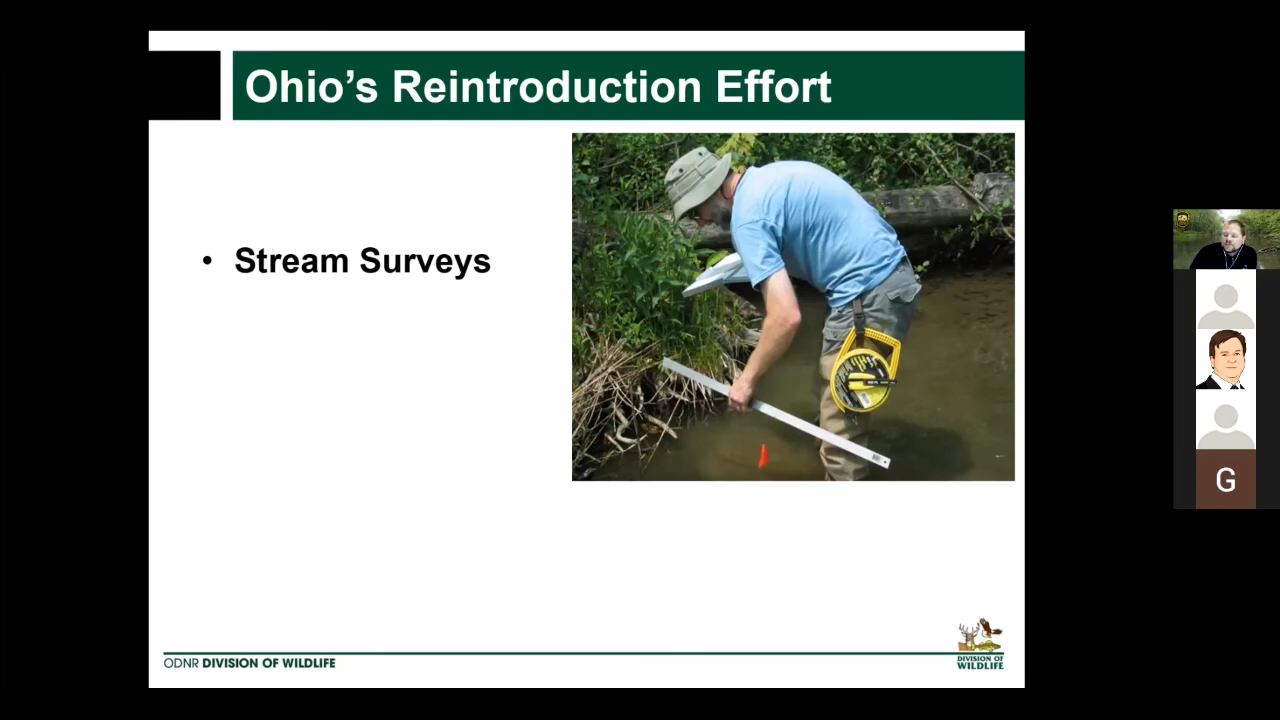 Ohio's Reintroduction Effort
• Stream Surveys
ODNR DIVISION OF WILDLIFE
DIVISION OF
WILDLIFE
G